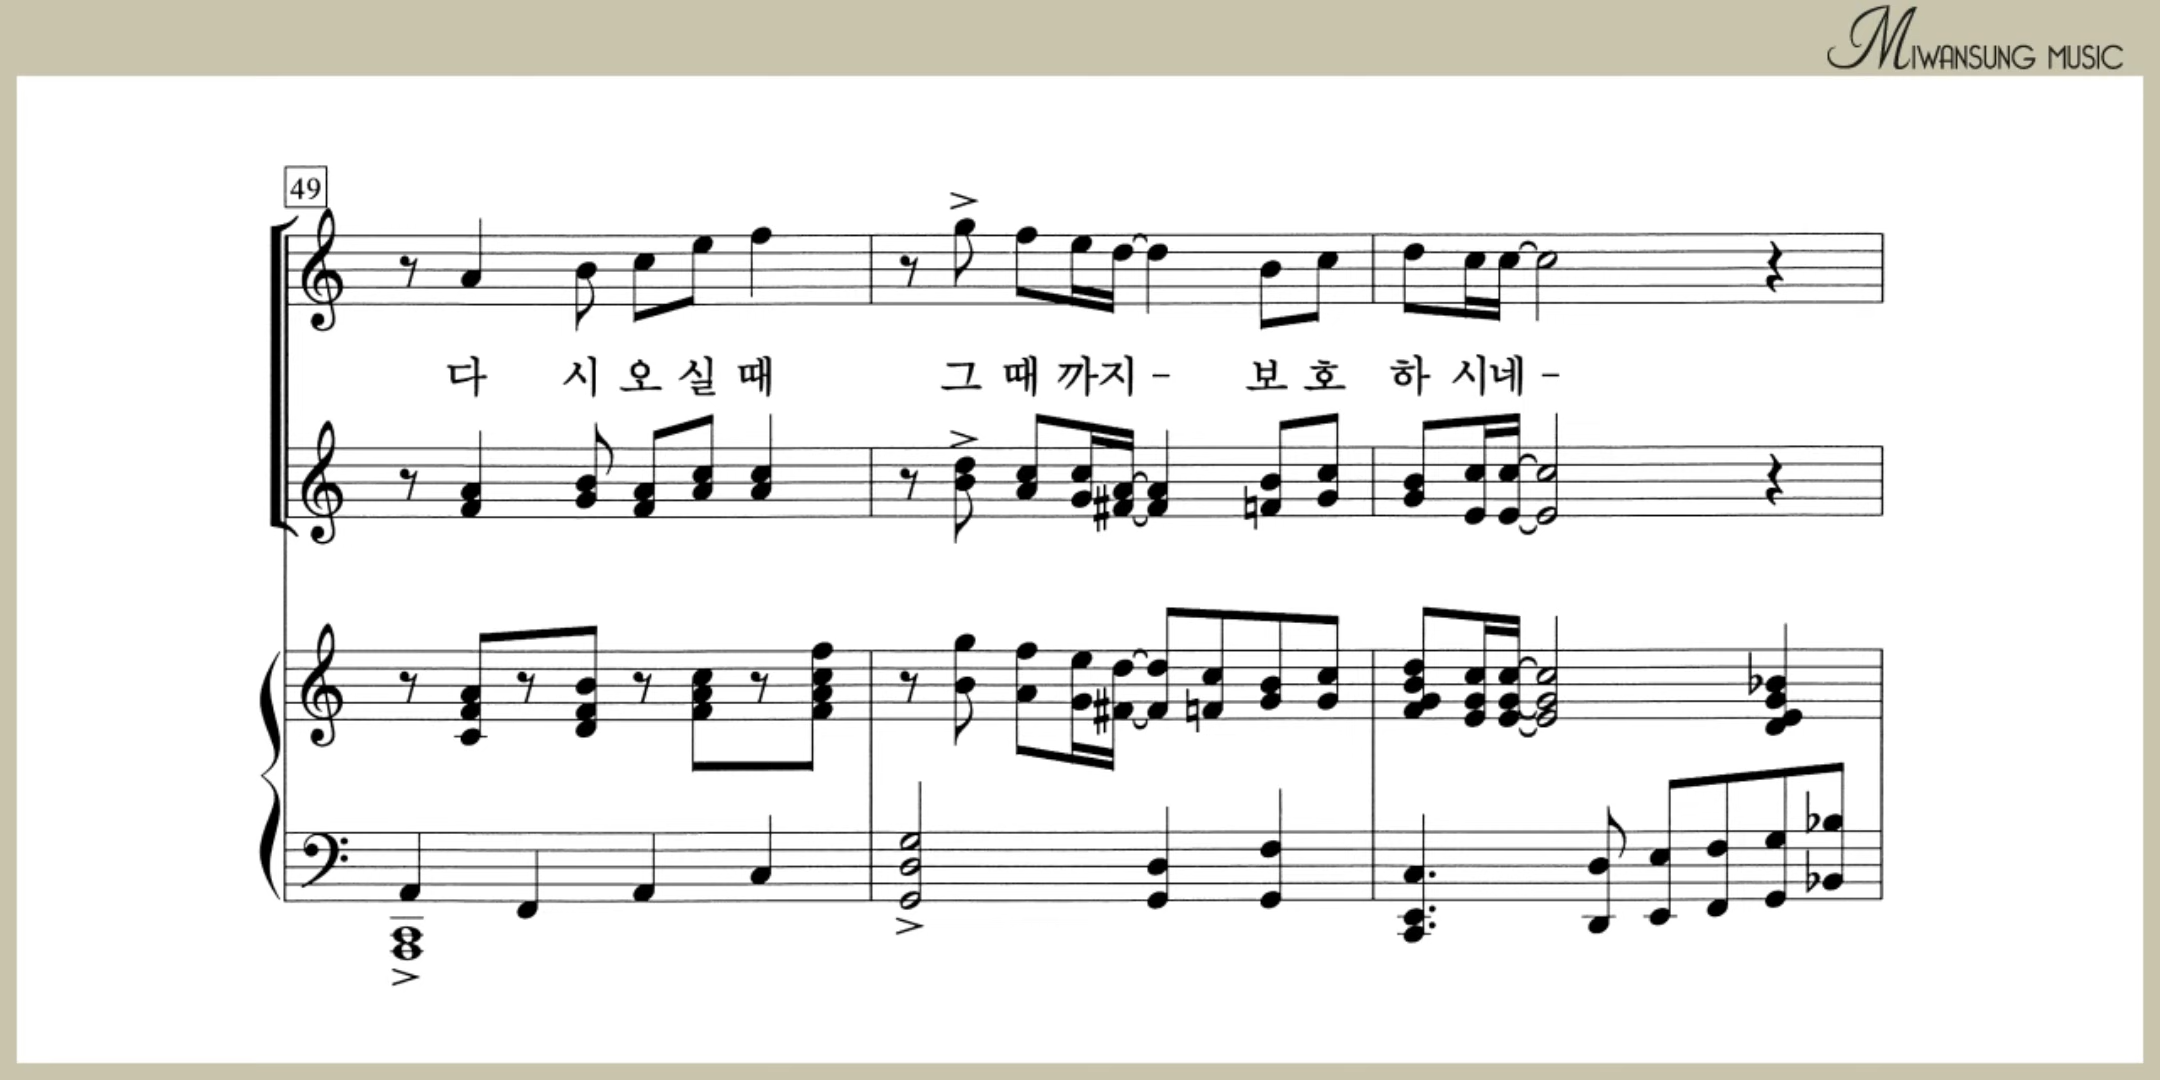 MIWANSUNG MUSIC
49
다 시 오 실 때 그 때 까지 - 보 호 하 시네 -